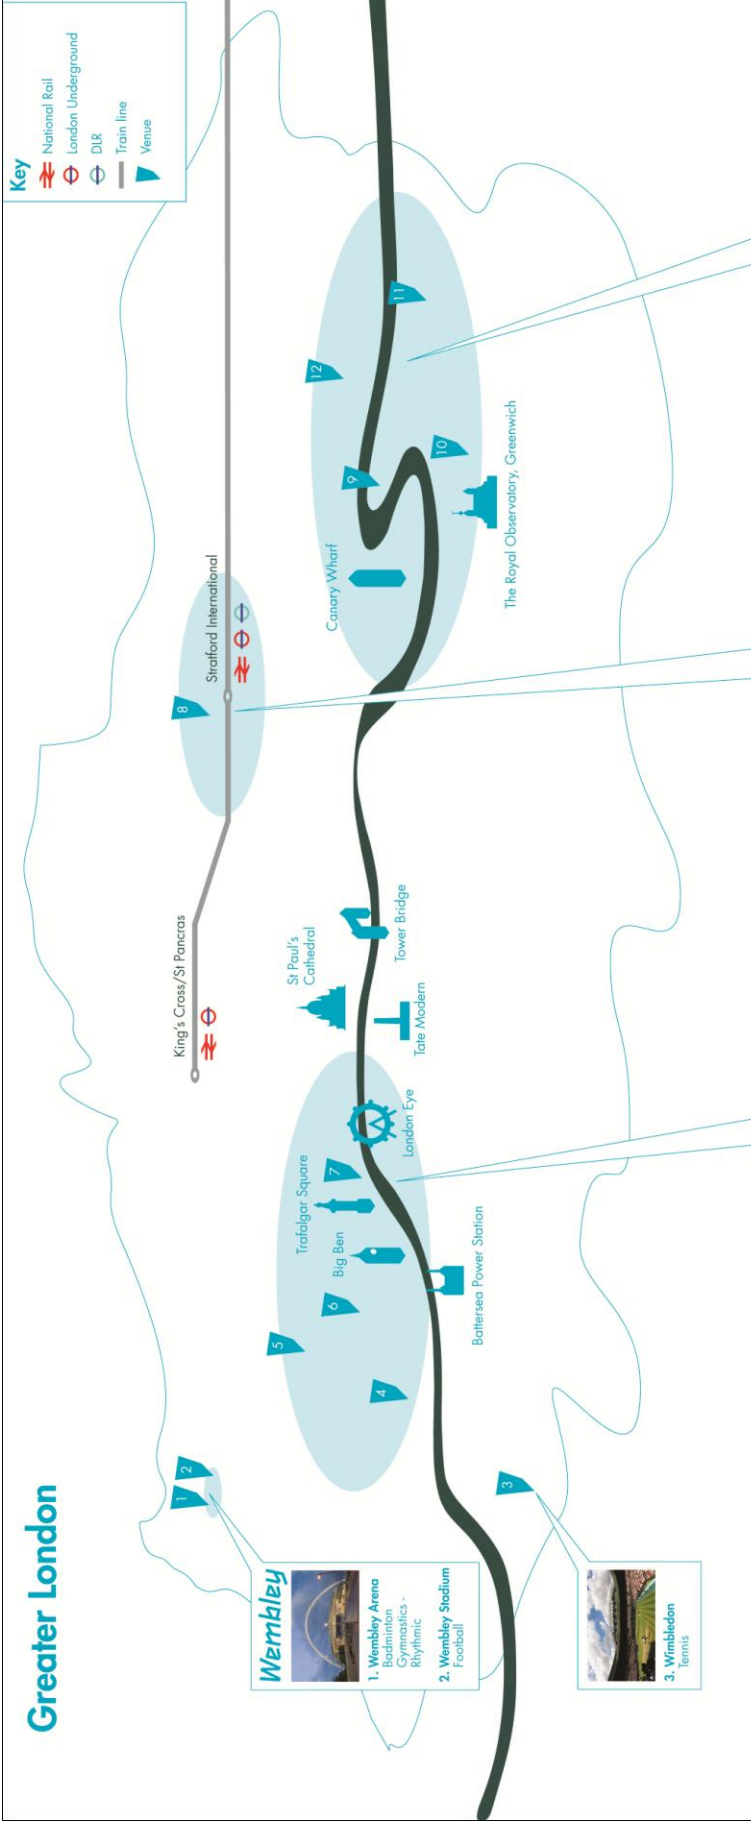 Greater London
Key
National Rail
London Underground
DLR
Train line
Venue
King's Cross/St Pancras
Stratford International
8
1
2
Wembley
1. Wembley Arena
Badminton
Gymnastics -
Rhythmic
2. Wembley Stadium
Football
3
3. Wimbledon
Tennis
4
5
6
7
Trafalgar Square
Big Ben
Battersea Power Station
London Eye
St Paul's
Cathedral
Tate Modern
Tower Bridge
Canary Wharf
9
10
11
12
The Royal Observatory, Greenwich